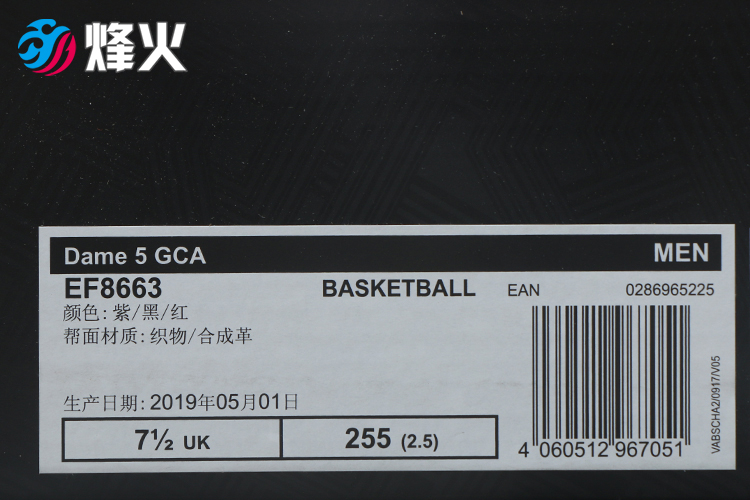 烽火
Dame 5 GCA MEN
EF8663 BASKETBALL EAN 0286965225
颜色: 紫/黑/红
帮面材质: 织物/合成革
生产日期: 2019年05月01日
7½ UK 255 (2.5)
4 060512 967051
VABSCHA2/0917/V05